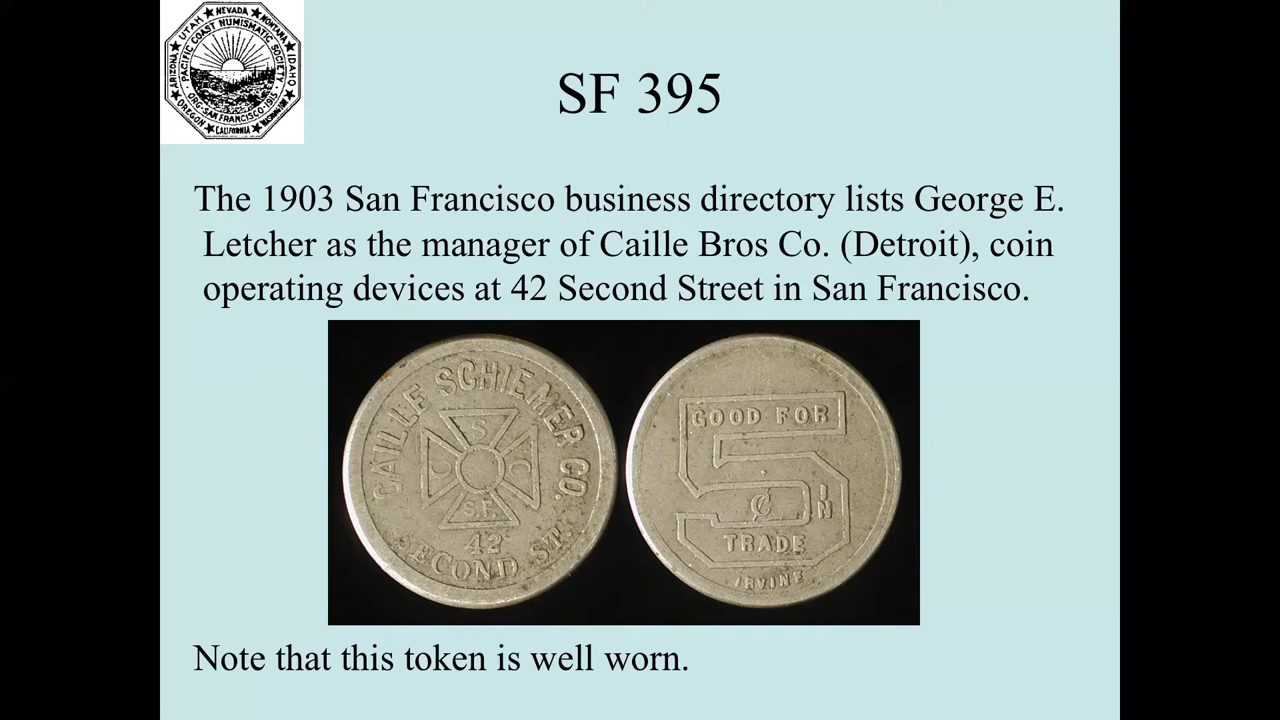 UTAH ★ NEVADA ★ MONTANA
ARIZONA ★ IDAHO
PACIFIC COAST NUMISMATIC SOCIETY
ORG. SAN FRANCISCO 1915
OREGON ★ CALIFORNIA ★ WASHINGTON
SF 395
The 1903 San Francisco business directory lists George E.
Letcher as the manager of Caille Bros Co. (Detroit), coin
operating devices at 42 Second Street in San Francisco.
CAILLE SCHIEMER CO.
S
C C
S.F.
42
SECOND ST.
GOOD FOR
5
¢ IN
TRADE
IRVINE
Note that this token is well worn.